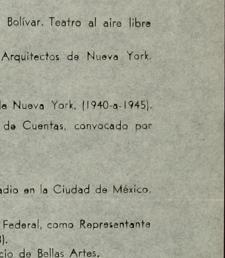 Bolívar. Teatro al aire libre
Arquitectos de Nueva York.
de Nueva York. (1940-a-1945).
de Cuentas, convocado por
adio en la Ciudad de México.
Federal, como Representante
).
cio de Bellas Artes.